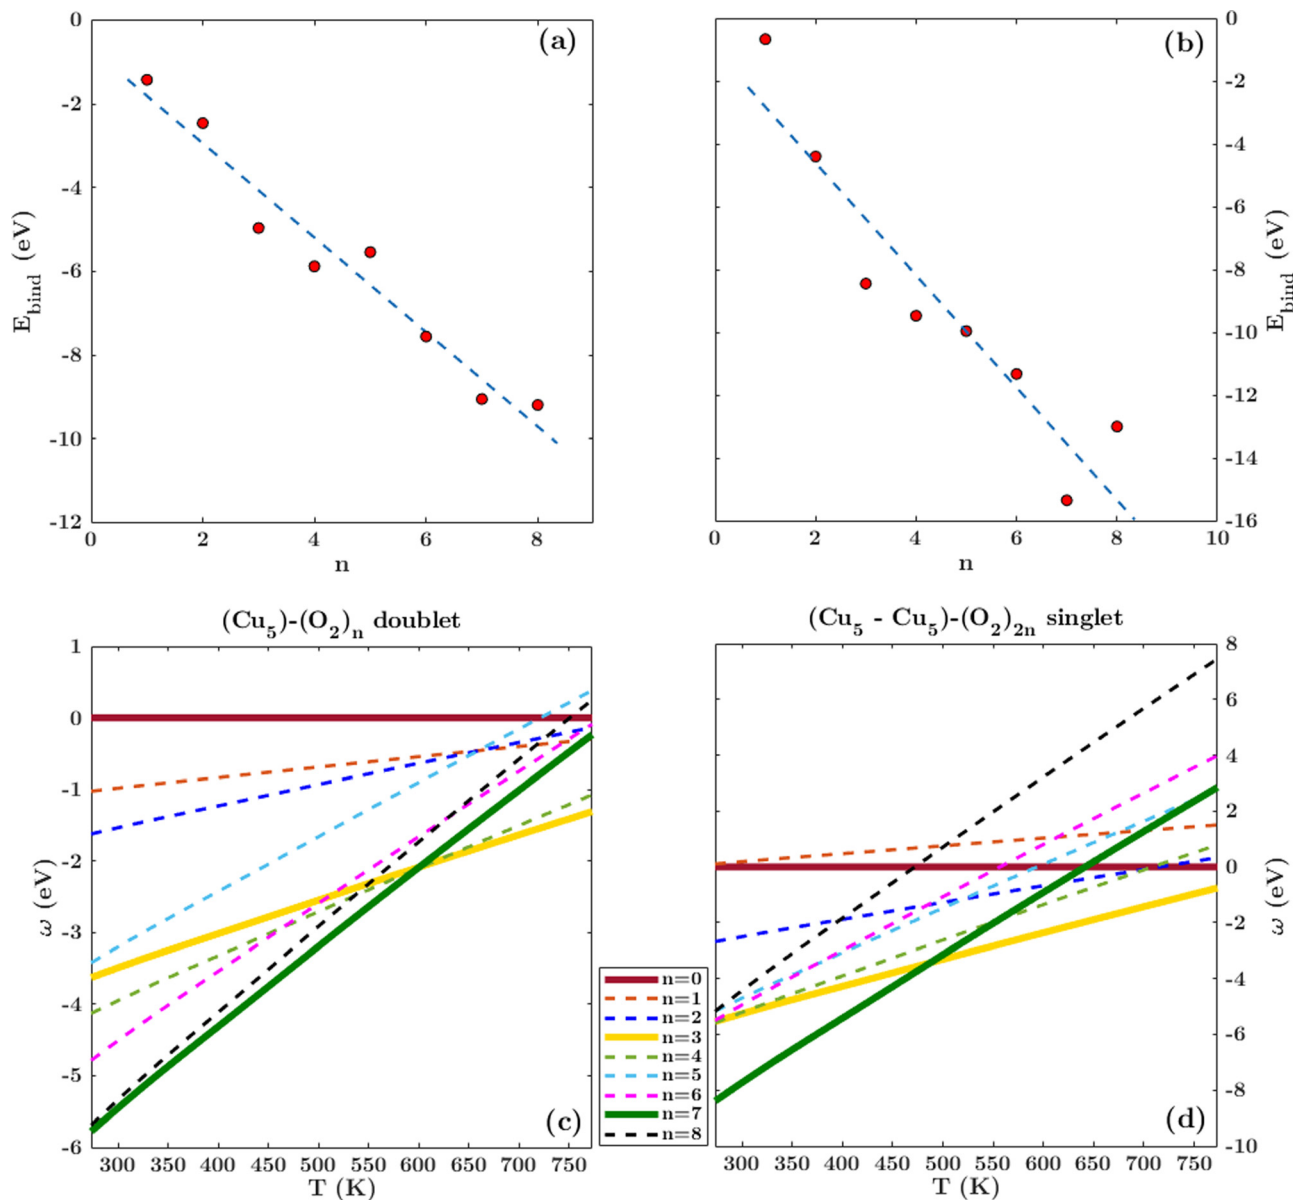 (a)
0
-2
-4
-6
-8
-10
-12
E_bind (eV)
0 2 4 6 8
n
(b)
0
-2
-4
-6
-8
-10
-12
-14
-16
E_bind (eV)
0 2 4 6 8 10
n
(Cu₅)-(O₂)ₙ doublet
1
0
-1
-2
-3
-4
-5
-6
ω (eV)
(c)
300 350 400 450 500 550 600 650 700 750
T (K)
n=0
n=1
n=2
n=3
n=4
n=5
n=6
n=7
n=8
(Cu₅ - Cu₅)-(O₂)₂ₙ singlet
8
6
4
2
0
-2
-4
-6
-8
-10
ω (eV)
(d)
300 350 400 450 500 550 600 650 700 750
T (K)